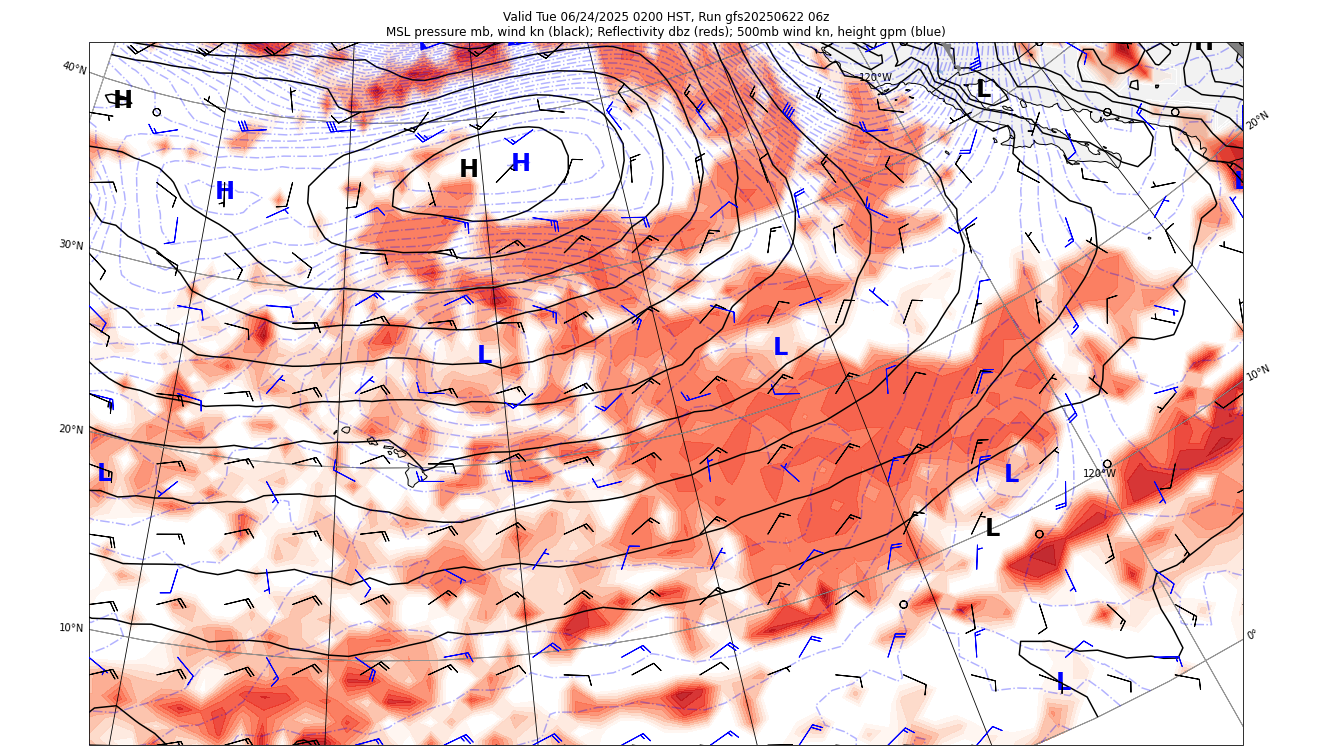 Valid Tue 06/24/2025 0200 HST, Run gfs20250622 06z
MSL pressure mb, wind kn (black); Reflectivity dbz (reds); 500mb wind kn, height gpm (blue)
40°N
120°W
20°N
H
L
H
H
H
L
30°N
L
L
10°N
20°N
L
L
120°W
L
10°N
0°
L